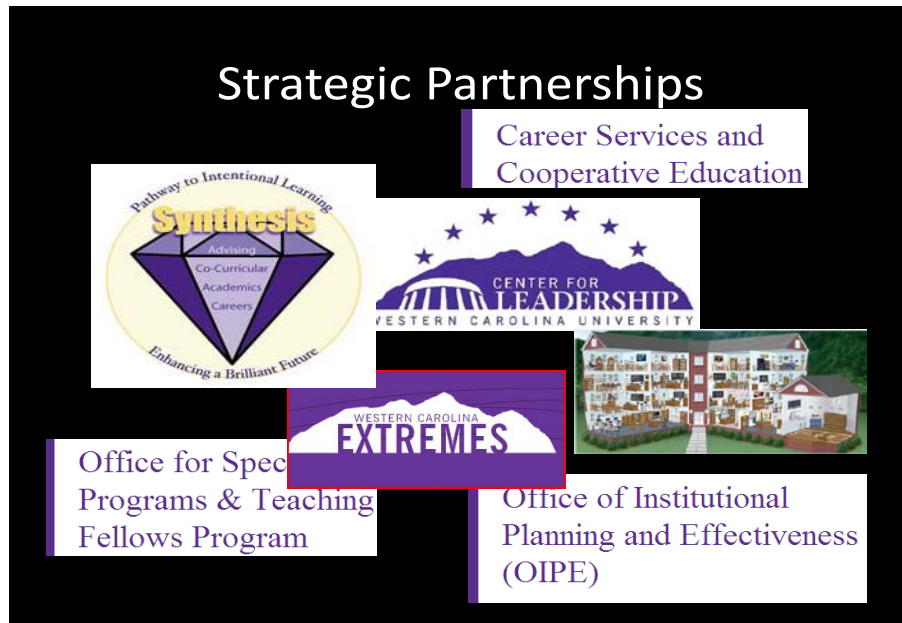 Strategic Partnerships
Career Services and
Cooperative Education
Pathway to Intentional Learning
Synthesis
Advising
Co-Curricular
Academics
Careers
Enhancing a Brilliant Future
CENTER FOR
LEADERSHIP
WESTERN CAROLINA UNIVERSITY
WESTERN CAROLINA
EXTREMES
Office for Spec
Programs & Teaching
Fellows Program
Office of Institutional
Planning and Effectiveness
(OIPE)